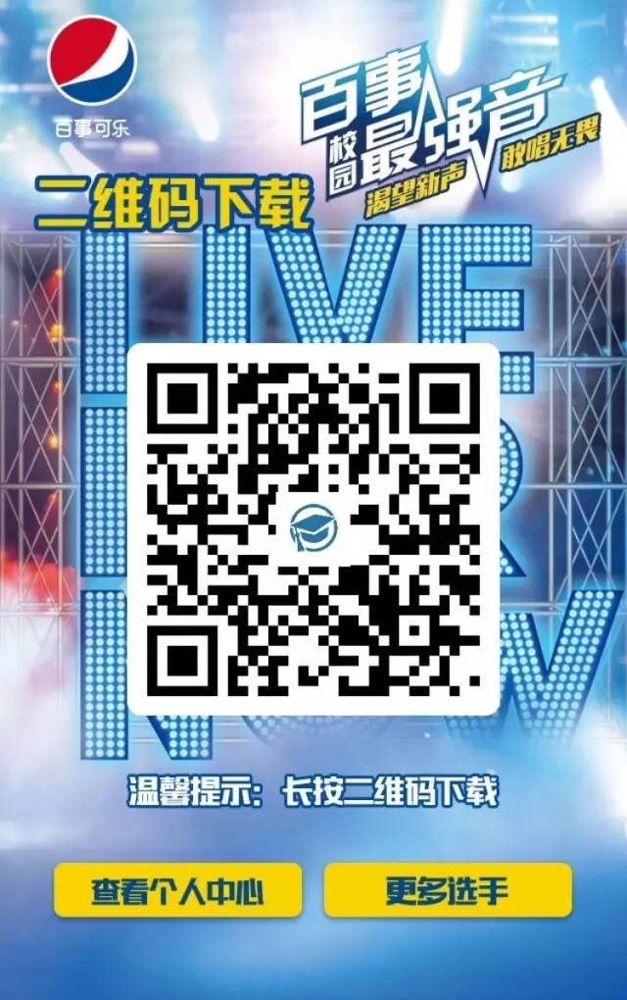 百事可乐
百事
校园最强音
渴望新声 敢唱无畏
二维码下载
LIVE
FOR
NOW
温馨提示：长按二维码下载
查看个人中心
更多选手